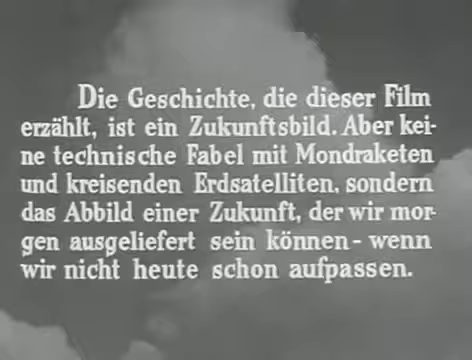 Die Geschichte, die dieser Film
erzählt, ist ein Zukunftsbild. Aber kei-
ne technische Fabel mit Mondraketen
und kreisenden Erdsatelliten, sondern
das Abbild einer Zukunft, der wir mor-
gen ausgeliefert sein können - wenn
wir nicht heute schon aufpassen.